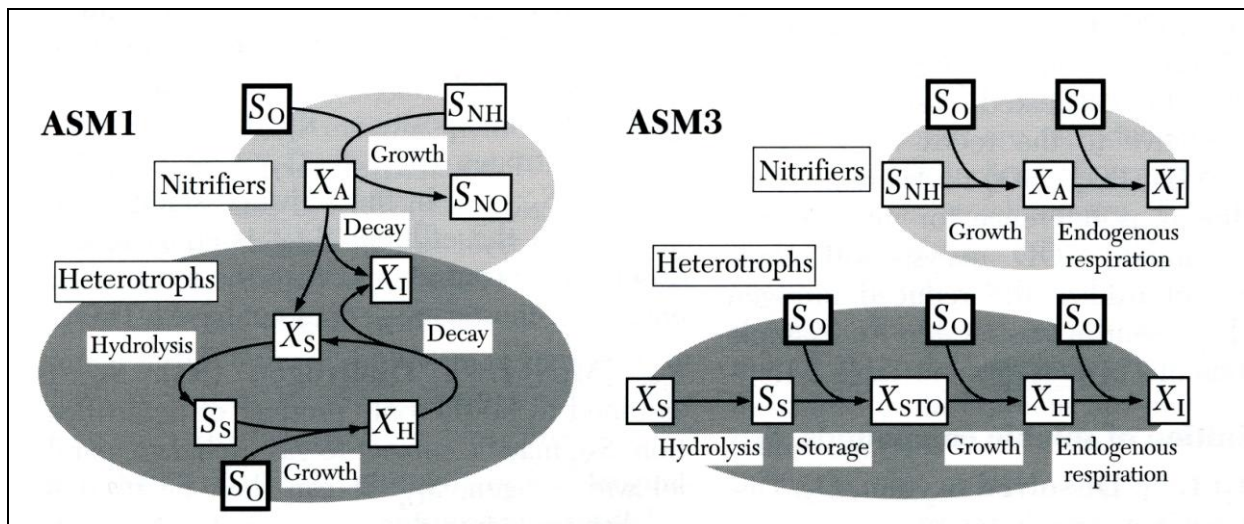 ASM1
S_O
S_NH
Growth
Nitrifiers
X_A
S_NO
Decay
Heterotrophs
X_I
X_S
Hydrolysis
Decay
S_S
X_H
S_O
Growth
ASM3
S_O S_O
Nitrifiers
S_NH X_A X_I
Growth Endogenous
respiration
Heterotrophs
S_O S_O S_O
X_S S_S X_STO X_H X_I
Hydrolysis Storage Growth Endogenous
respiration